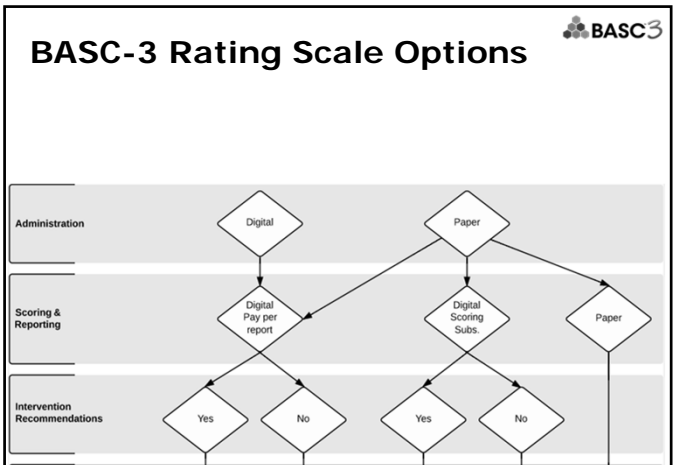 BASC3
BASC-3 Rating Scale Options
Administration
Digital
Paper
Scoring &
Reporting
Digital
Pay per
report
Digital
Scoring
Subs.
Paper
Intervention
Recommendations
Yes
No
Yes
No